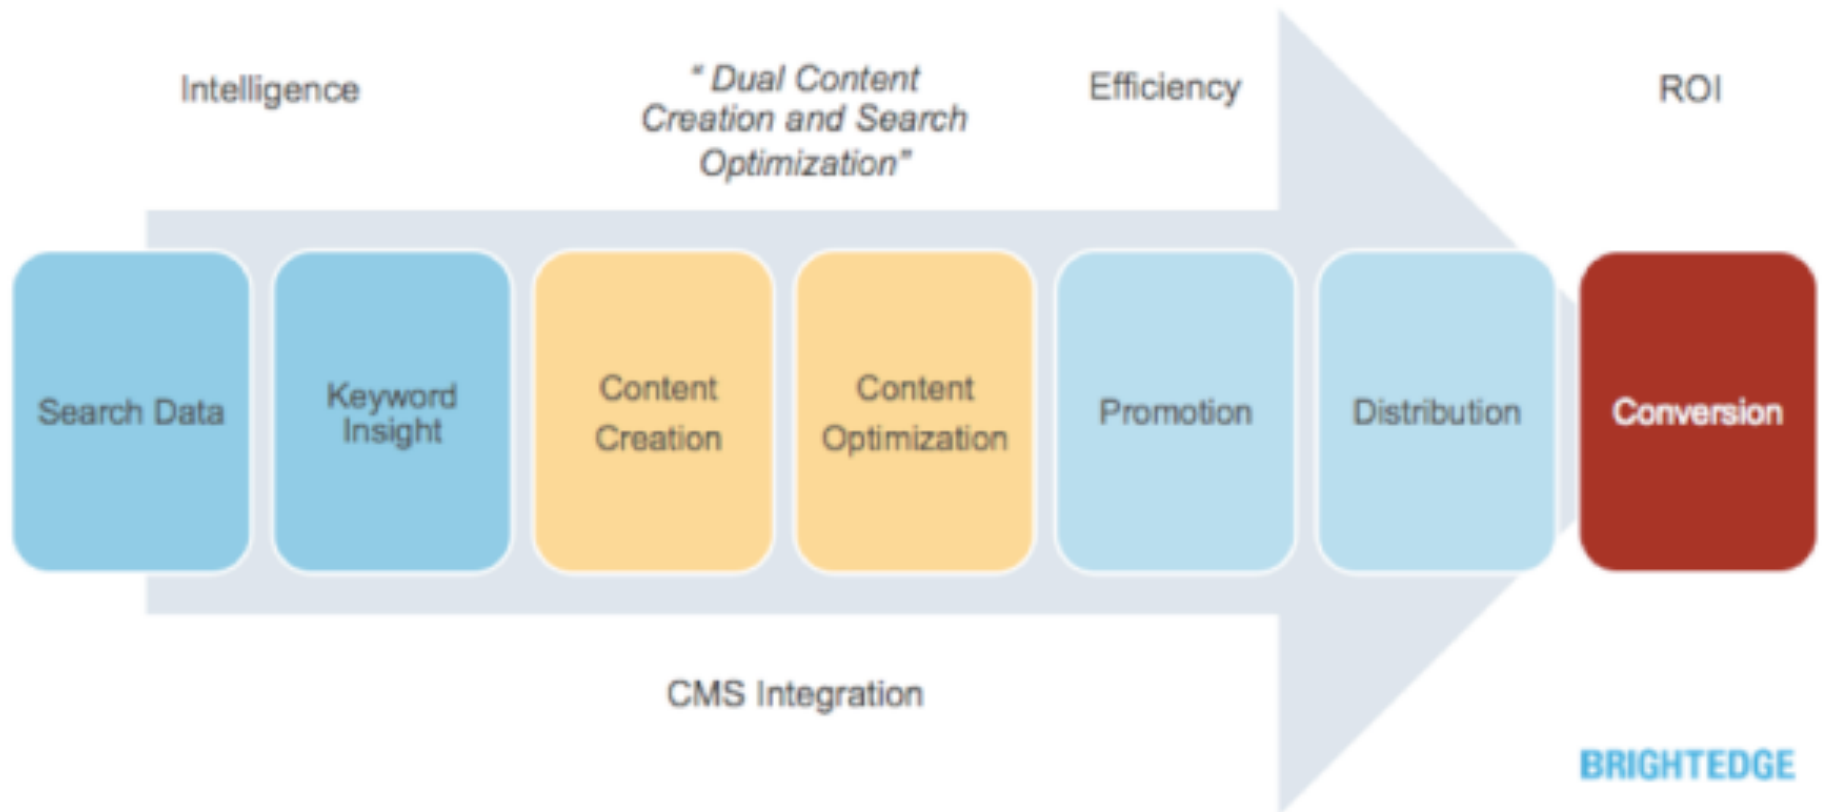 Intelligence
“ Dual Content
Creation and Search
Optimization”
Efficiency
ROI
Search Data
Keyword
Insight
Content
Creation
Content
Optimization
Promotion
Distribution
Conversion
CMS Integration
BRIGHTEDGE